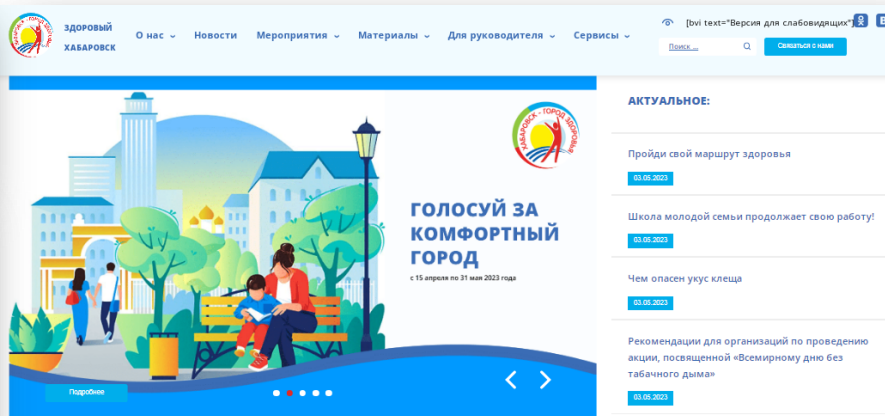 ЗДОРОВЫЙ
ХАБАРОВСК
О нас
Новости
Мероприятия
Материалы
Для руководителя
Сервисы
[bvi text="Версия для слабовидящих"]
Поиск ...
Связаться с нами
ХАБАРОВСК - ГОРОД ЗДОРОВЬЯ
ГОЛОСУЙ ЗА
КОМФОРТНЫЙ
ГОРОД
с 15 апреля по 31 мая 2023 года
Подробнее
АКТУАЛЬНОЕ:
Пройди свой маршрут здоровья
03.05.2023
Школа молодой семьи продолжает свою работу!
03.05.2023
Чем опасен укус клеща
03.05.2023
Рекомендации для организаций по проведению
акции, посвященной «Всемирному дню без
табачного дыма»
03.05.2023